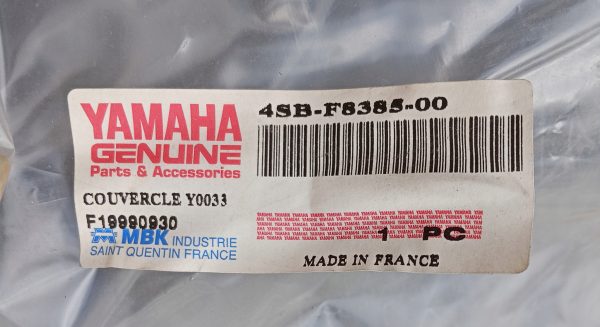 YAMAHA
GENUINE
Parts & Accessories
4SB-F8385-00
COUVERCLE Y0033
F19990930
MBK INDUSTRIE
SAINT QUENTIN FRANCE
1 PC
MADE IN FRANCE